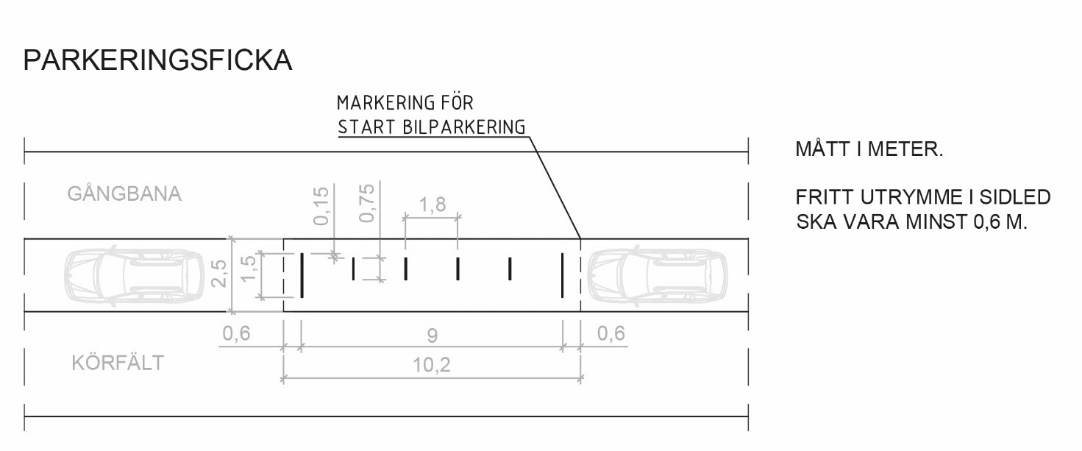 PARKERINGSFICKA
MARKERING FÖR
START BILPARKERING
MÅTT I METER.
FRITT UTRYMME I SIDLED
SKA VARA MINST 0,6 M.
GÅNGBANA
0,15
0,75
1,8
2,5
1,5
0,6
9
0,6
10,2
KÖRFÄLT